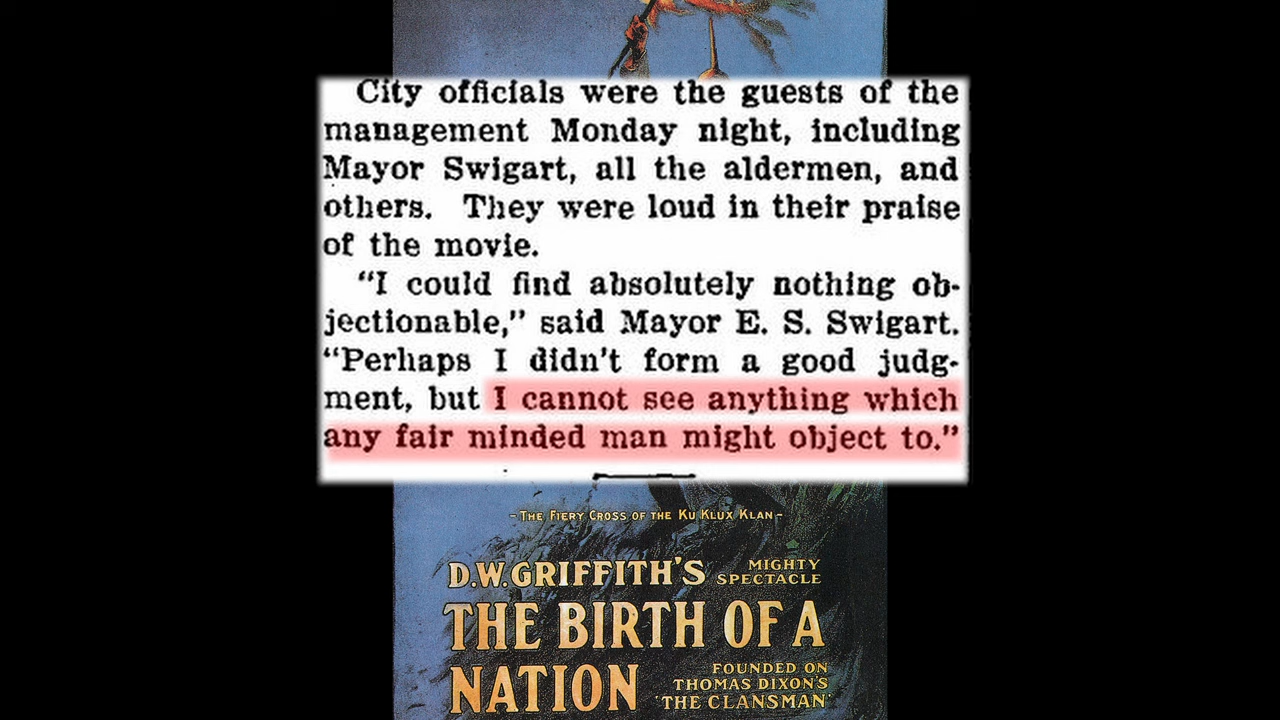 City officials were the guests of the
management Monday night, including
Mayor Swigart, all the aldermen, and
others. They were loud in their praise
of the movie.
"I could find absolutely nothing ob-
jectionable," said Mayor E. S. Swigart.
"Perhaps I didn't form a good judg-
ment, but I cannot see anything which
any fair minded man might object to."
-THE FIERY CROSS OF THE KU KLUX KLAN-
D.W.GRIFFITH'S MIGHTY SPECTACLE
THE BIRTH OF A
NATION
FOUNDED ON
THOMAS DIXON'S
'THE CLANSMAN'